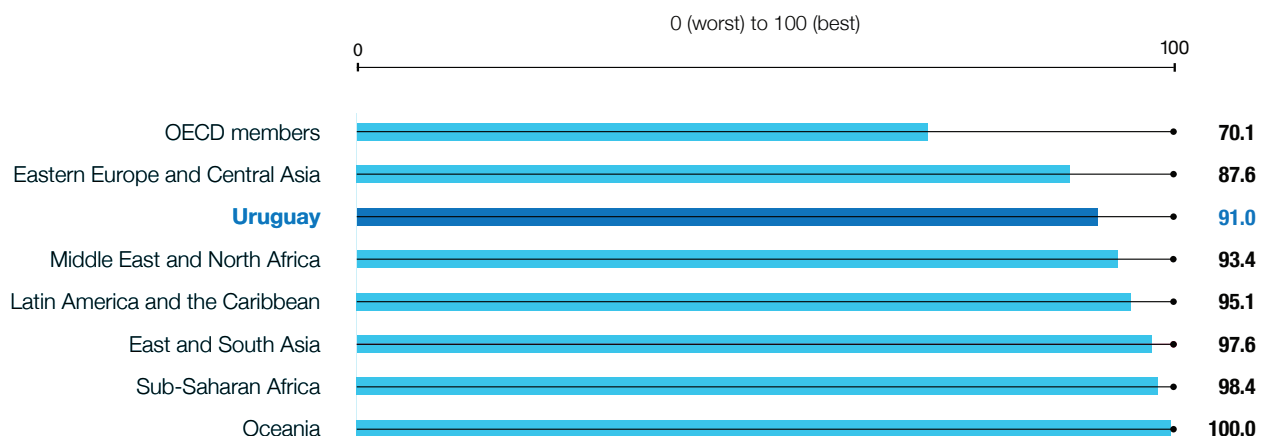 0 (worst) to 100 (best)
0 100
OECD members 70.1
Eastern Europe and Central Asia 87.6
Uruguay 91.0
Middle East and North Africa 93.4
Latin America and the Caribbean 95.1
East and South Asia 97.6
Sub-Saharan Africa 98.4
Oceania 100.0